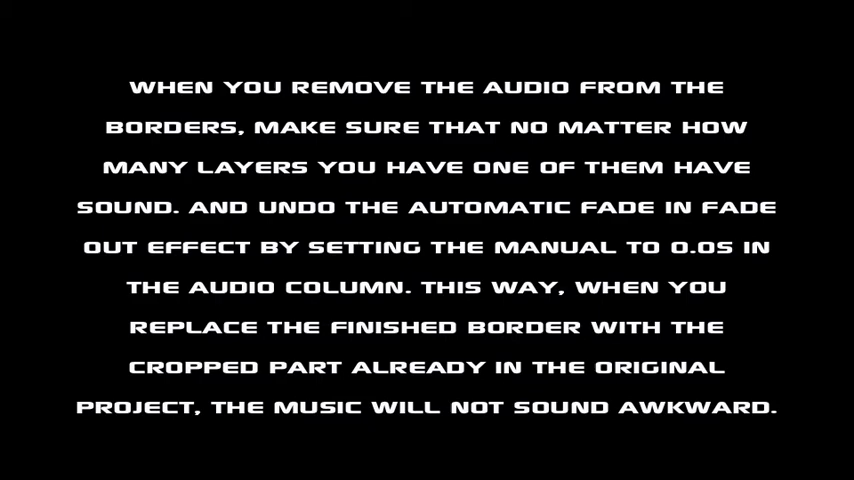 WHEN YOU REMOVE THE AUDIO FROM THE
BORDERS, MAKE SURE THAT NO MATTER HOW
MANY LAYERS YOU HAVE ONE OF THEM HAVE
SOUND. AND UNDO THE AUTOMATIC FADE IN FADE
OUT EFFECT BY SETTING THE MANUAL TO 0.0S IN
THE AUDIO COLUMN. THIS WAY, WHEN YOU
REPLACE THE FINISHED BORDER WITH THE
CROPPED PART ALREADY IN THE ORIGINAL
PROJECT, THE MUSIC WILL NOT SOUND AWKWARD.